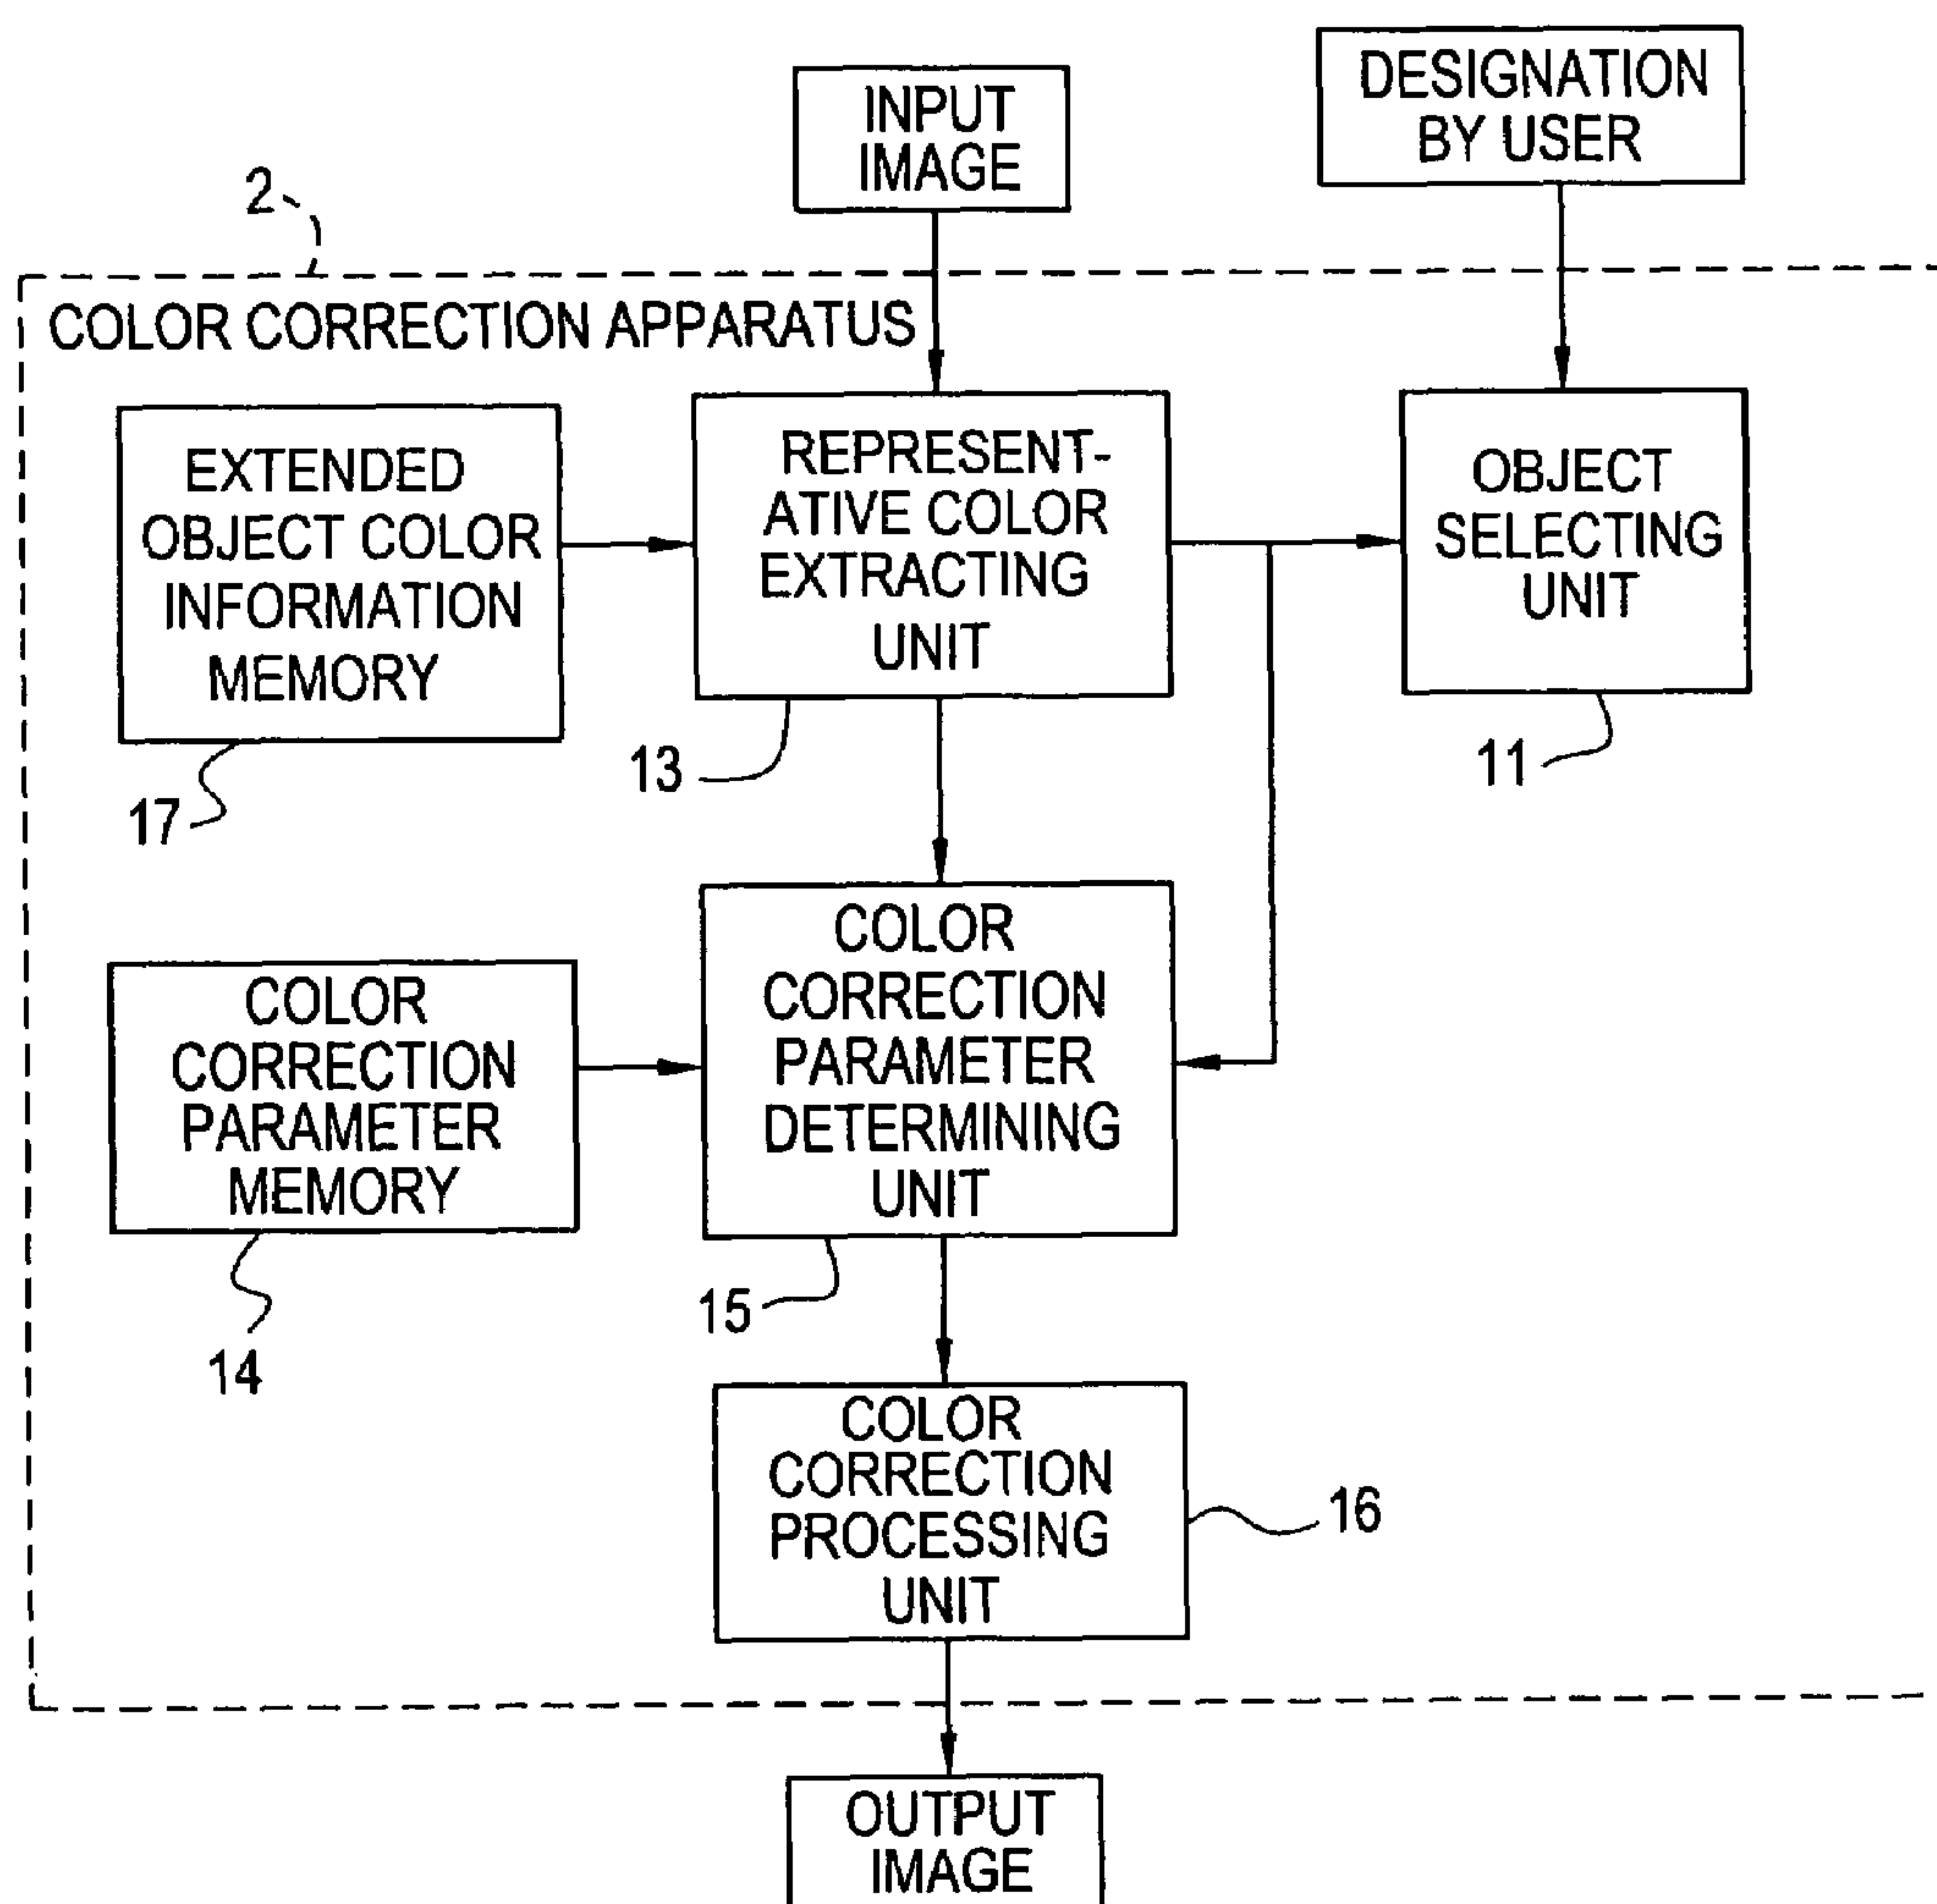 INPUT
IMAGE
DESIGNATION
BY USER
2
COLOR CORRECTION APPARATUS
EXTENDED
OBJECT COLOR
INFORMATION
MEMORY
17
REPRESENT-
ATIVE COLOR
EXTRACTING
UNIT
13
OBJECT
SELECTING
UNIT
11
COLOR
CORRECTION
PARAMETER
MEMORY
14
COLOR
CORRECTION
PARAMETER
DETERMINING
UNIT
15
COLOR
CORRECTION
PROCESSING
UNIT
16
OUTPUT
IMAGE